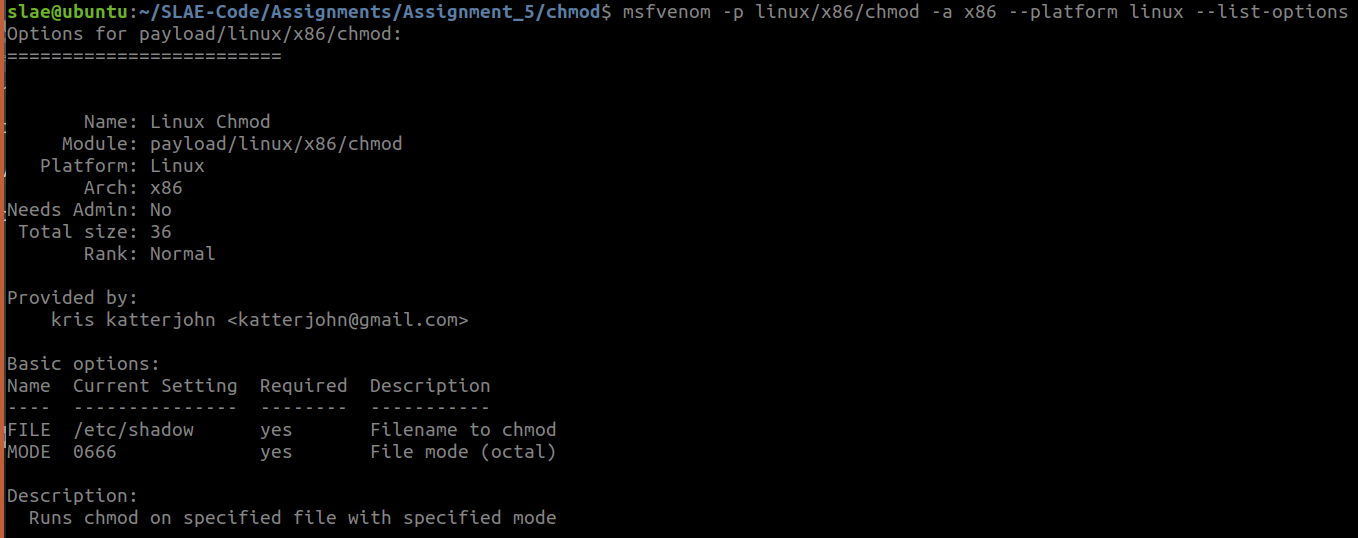 slae@ubuntu:~/SLAE-Code/Assignments/Assignment_5/chmod$ msfvenom -p linux/x86/chmod -a x86 --platform linux --list-options
Options for payload/linux/x86/chmod:
=========================
Name: Linux Chmod
Module: payload/linux/x86/chmod
Platform: Linux
Arch: x86
Needs Admin: No
Total size: 36
Rank: Normal
Provided by:
kris katterjohn <katterjohn@gmail.com>
Basic options:
Name  Current Setting  Required  Description
----  ---------------  --------  -----------
FILE  /etc/shadow      yes       Filename to chmod
MODE  0666             yes       File mode (octal)
Description:
Runs chmod on specified file with specified mode